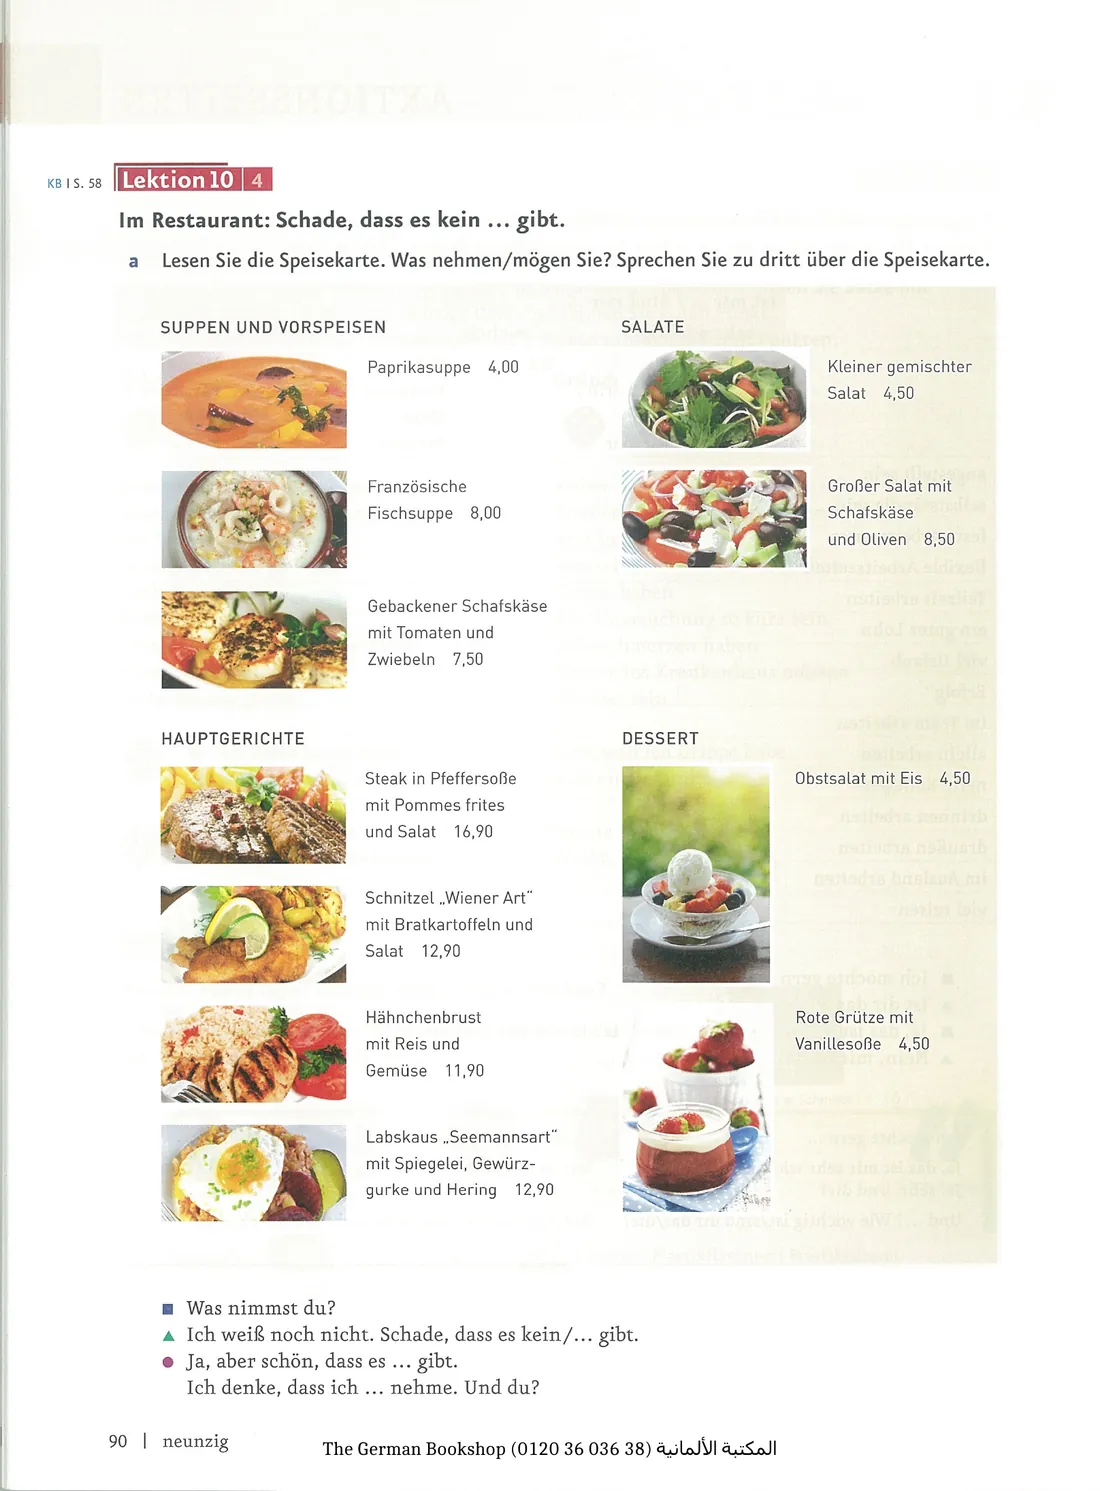 KB | S. 58 Lektion 10 4
Im Restaurant: Schade, dass es kein ... gibt.
a Lesen Sie die Speisekarte. Was nehmen/mögen Sie? Sprechen Sie zu dritt über die Speisekarte.
SUPPEN UND VORSPEISEN
Paprikasuppe 4,00
Französische
Fischsuppe 8,00
Gebackener Schafskäse
mit Tomaten und
Zwiebeln 7,50
SALATE
Kleiner gemischter
Salat 4,50
Großer Salat mit
Schafskäse
und Oliven 8,50
HAUPTGERICHTE
Steak in Pfeffersoße
mit Pommes frites
und Salat 16,90
Schnitzel „Wiener Art“
mit Bratkartoffeln und
Salat 12,90
Hähnchenbrust
mit Reis und
Gemüse 11,90
Labskaus „Seemannsart“
mit Spiegelei, Gewürz-
gurke und Hering 12,90
DESSERT
Obstsalat mit Eis 4,50
Rote Grütze mit
Vanillesoße 4,50
Was nimmst du?
Ich weiß noch nicht. Schade, dass es kein/... gibt.
Ja, aber schön, dass es ... gibt.
Ich denke, dass ich ... nehme. Und du?
90 | neunzig
The German Bookshop (0120 36 036 38) المكتبة الألمانية